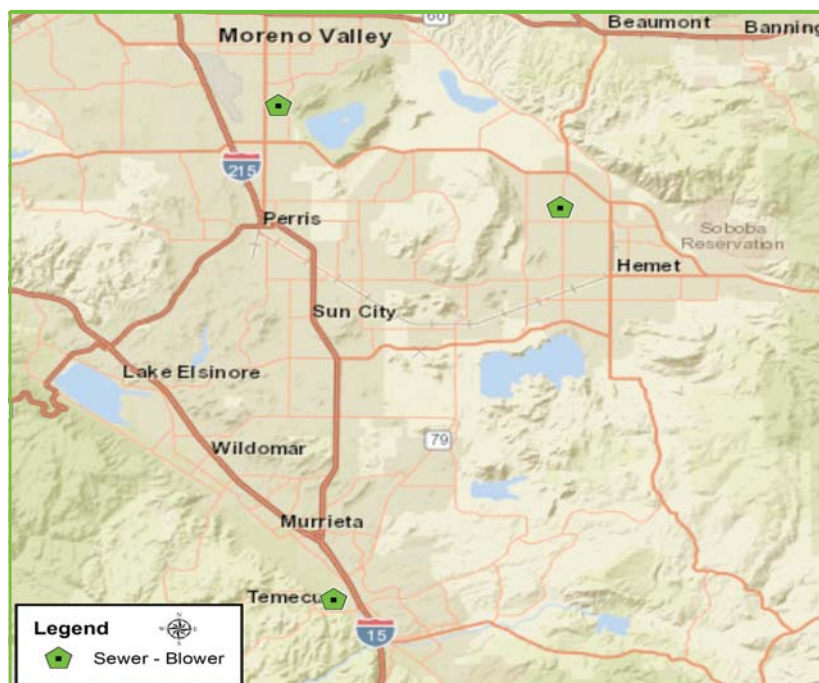 60
Beaumont
Banning
Moreno Valley
215
Perris
Soboba
Reservation
Hemet
Sun City
Lake Elsinore
79
Wildomar
Murrieta
Temecu
15
Legend
N
W
E
S
Sewer - Blower